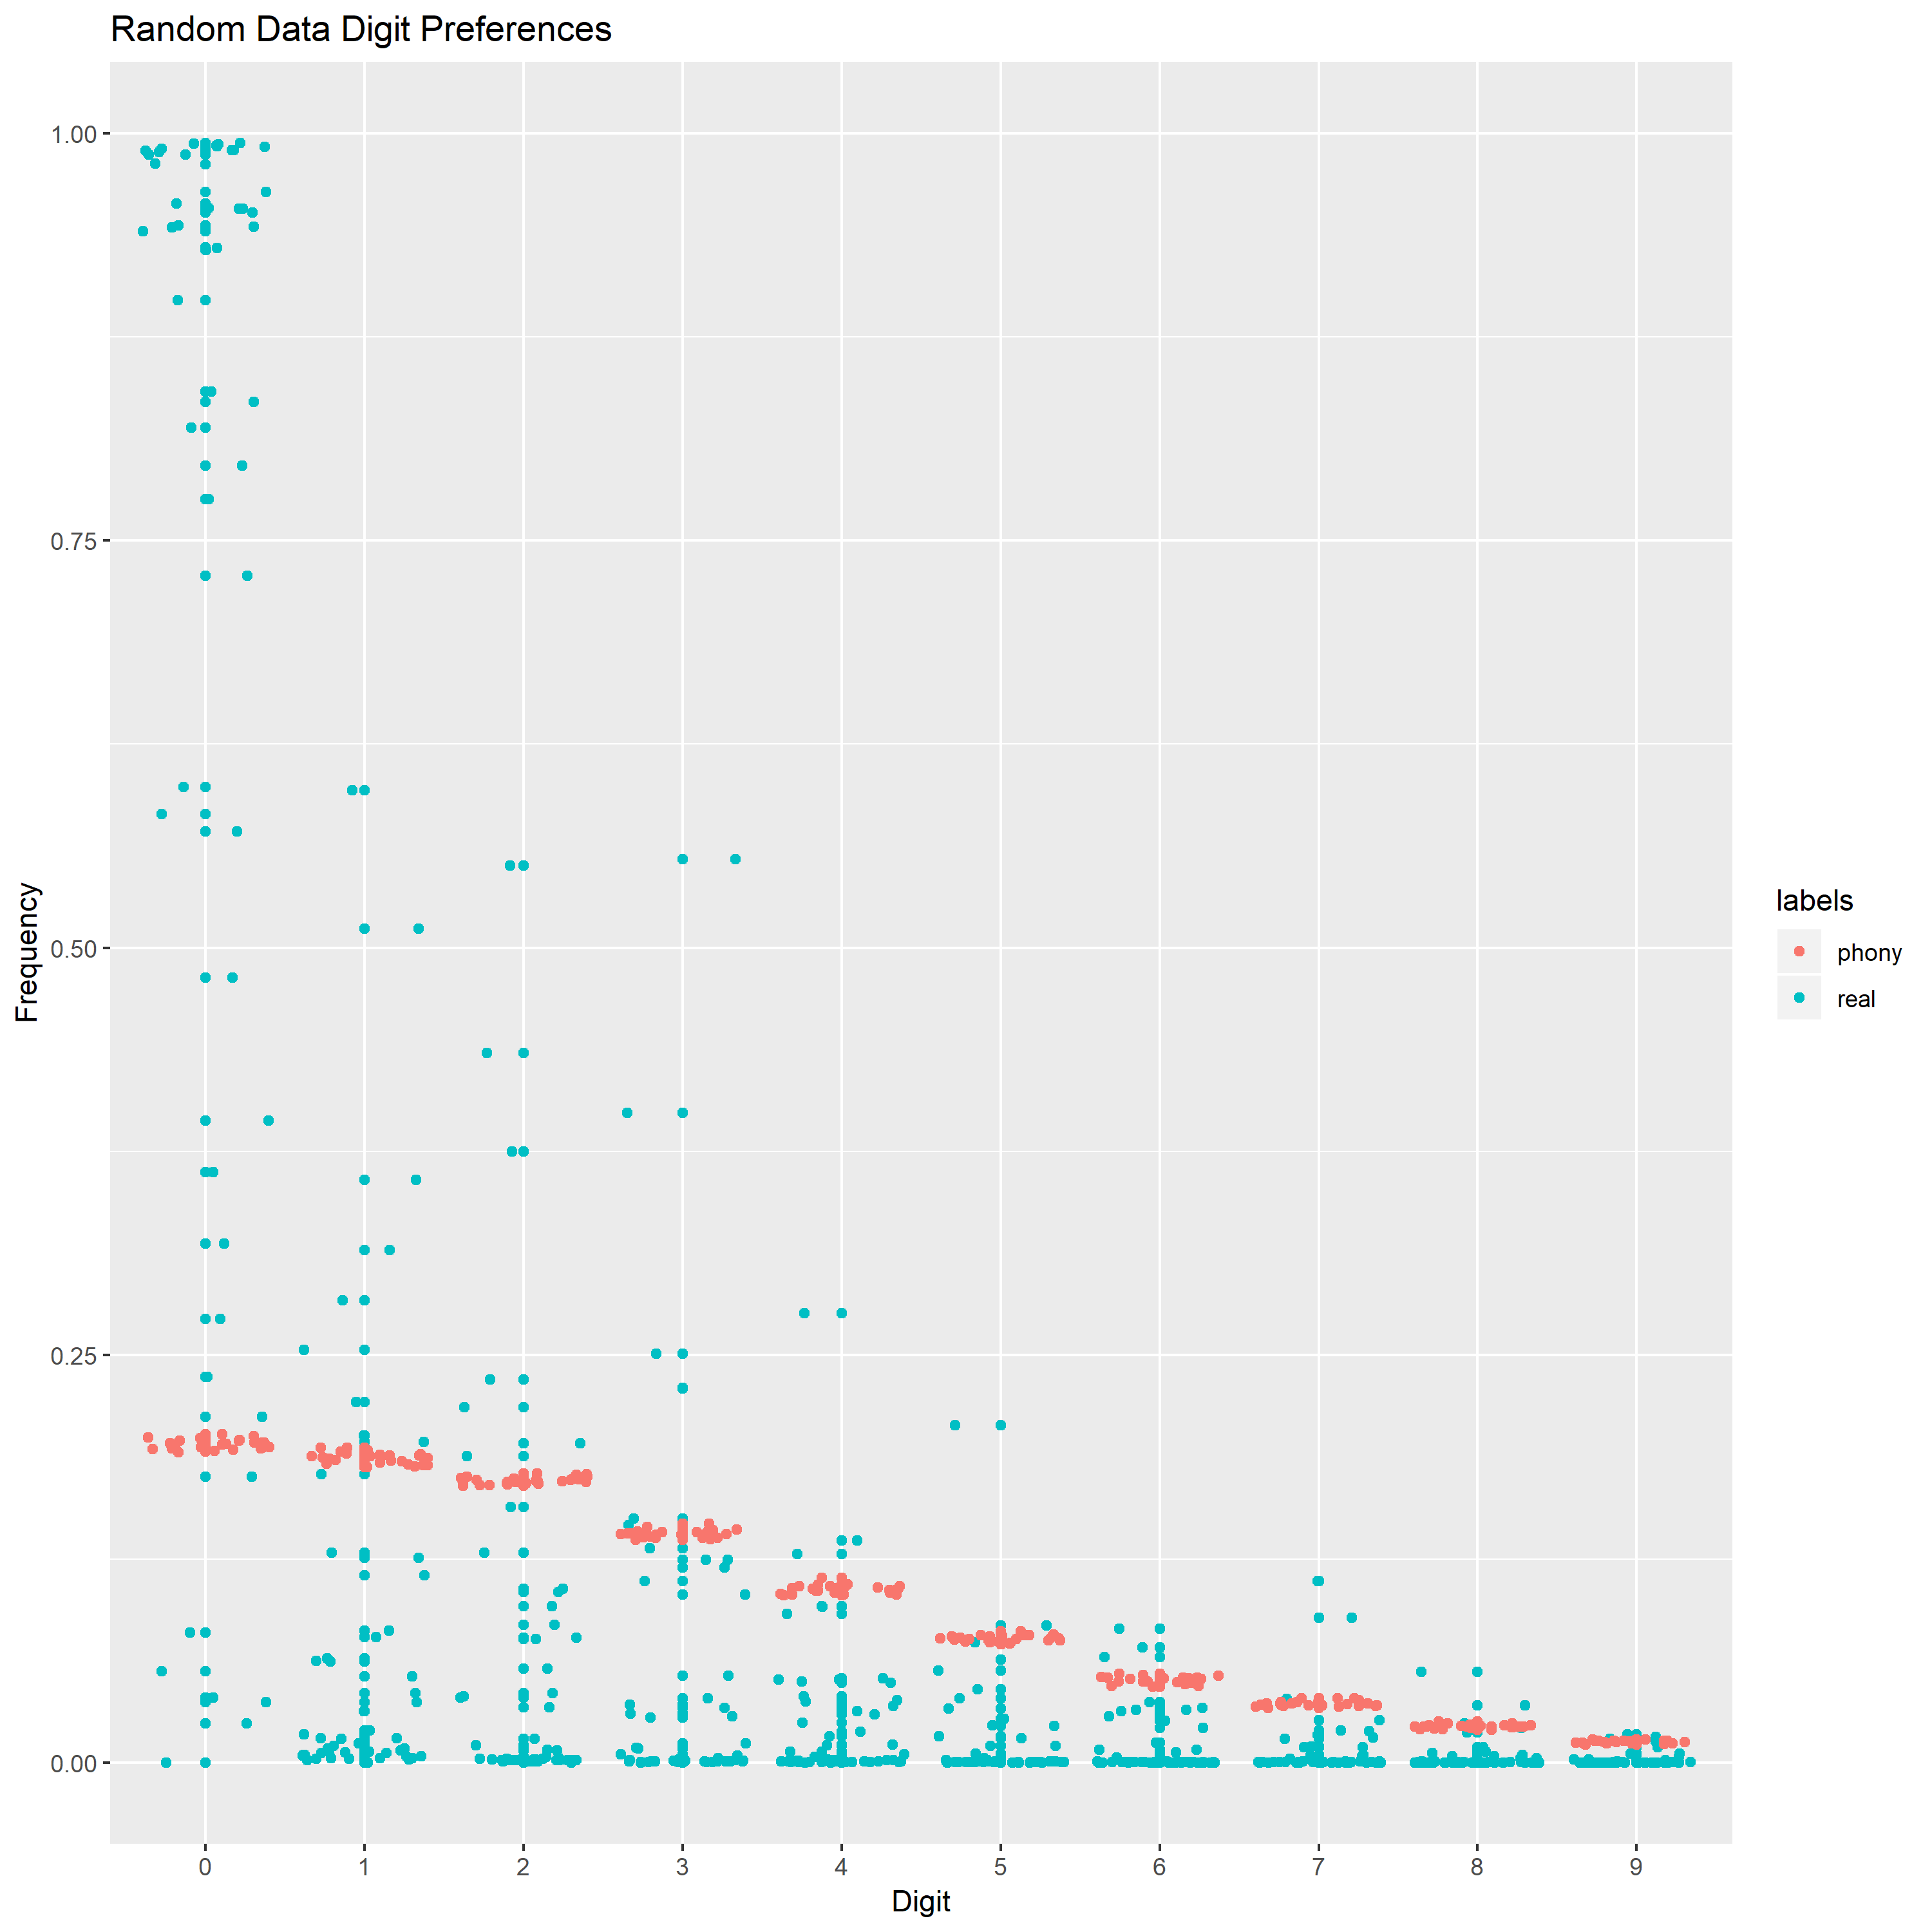 Random Data Digit Preferences
1.00
0.75
0.50
0.25
0.00
Frequency
0 1 2 3 4 5 6 7 8 9
Digit
labels
phony
real